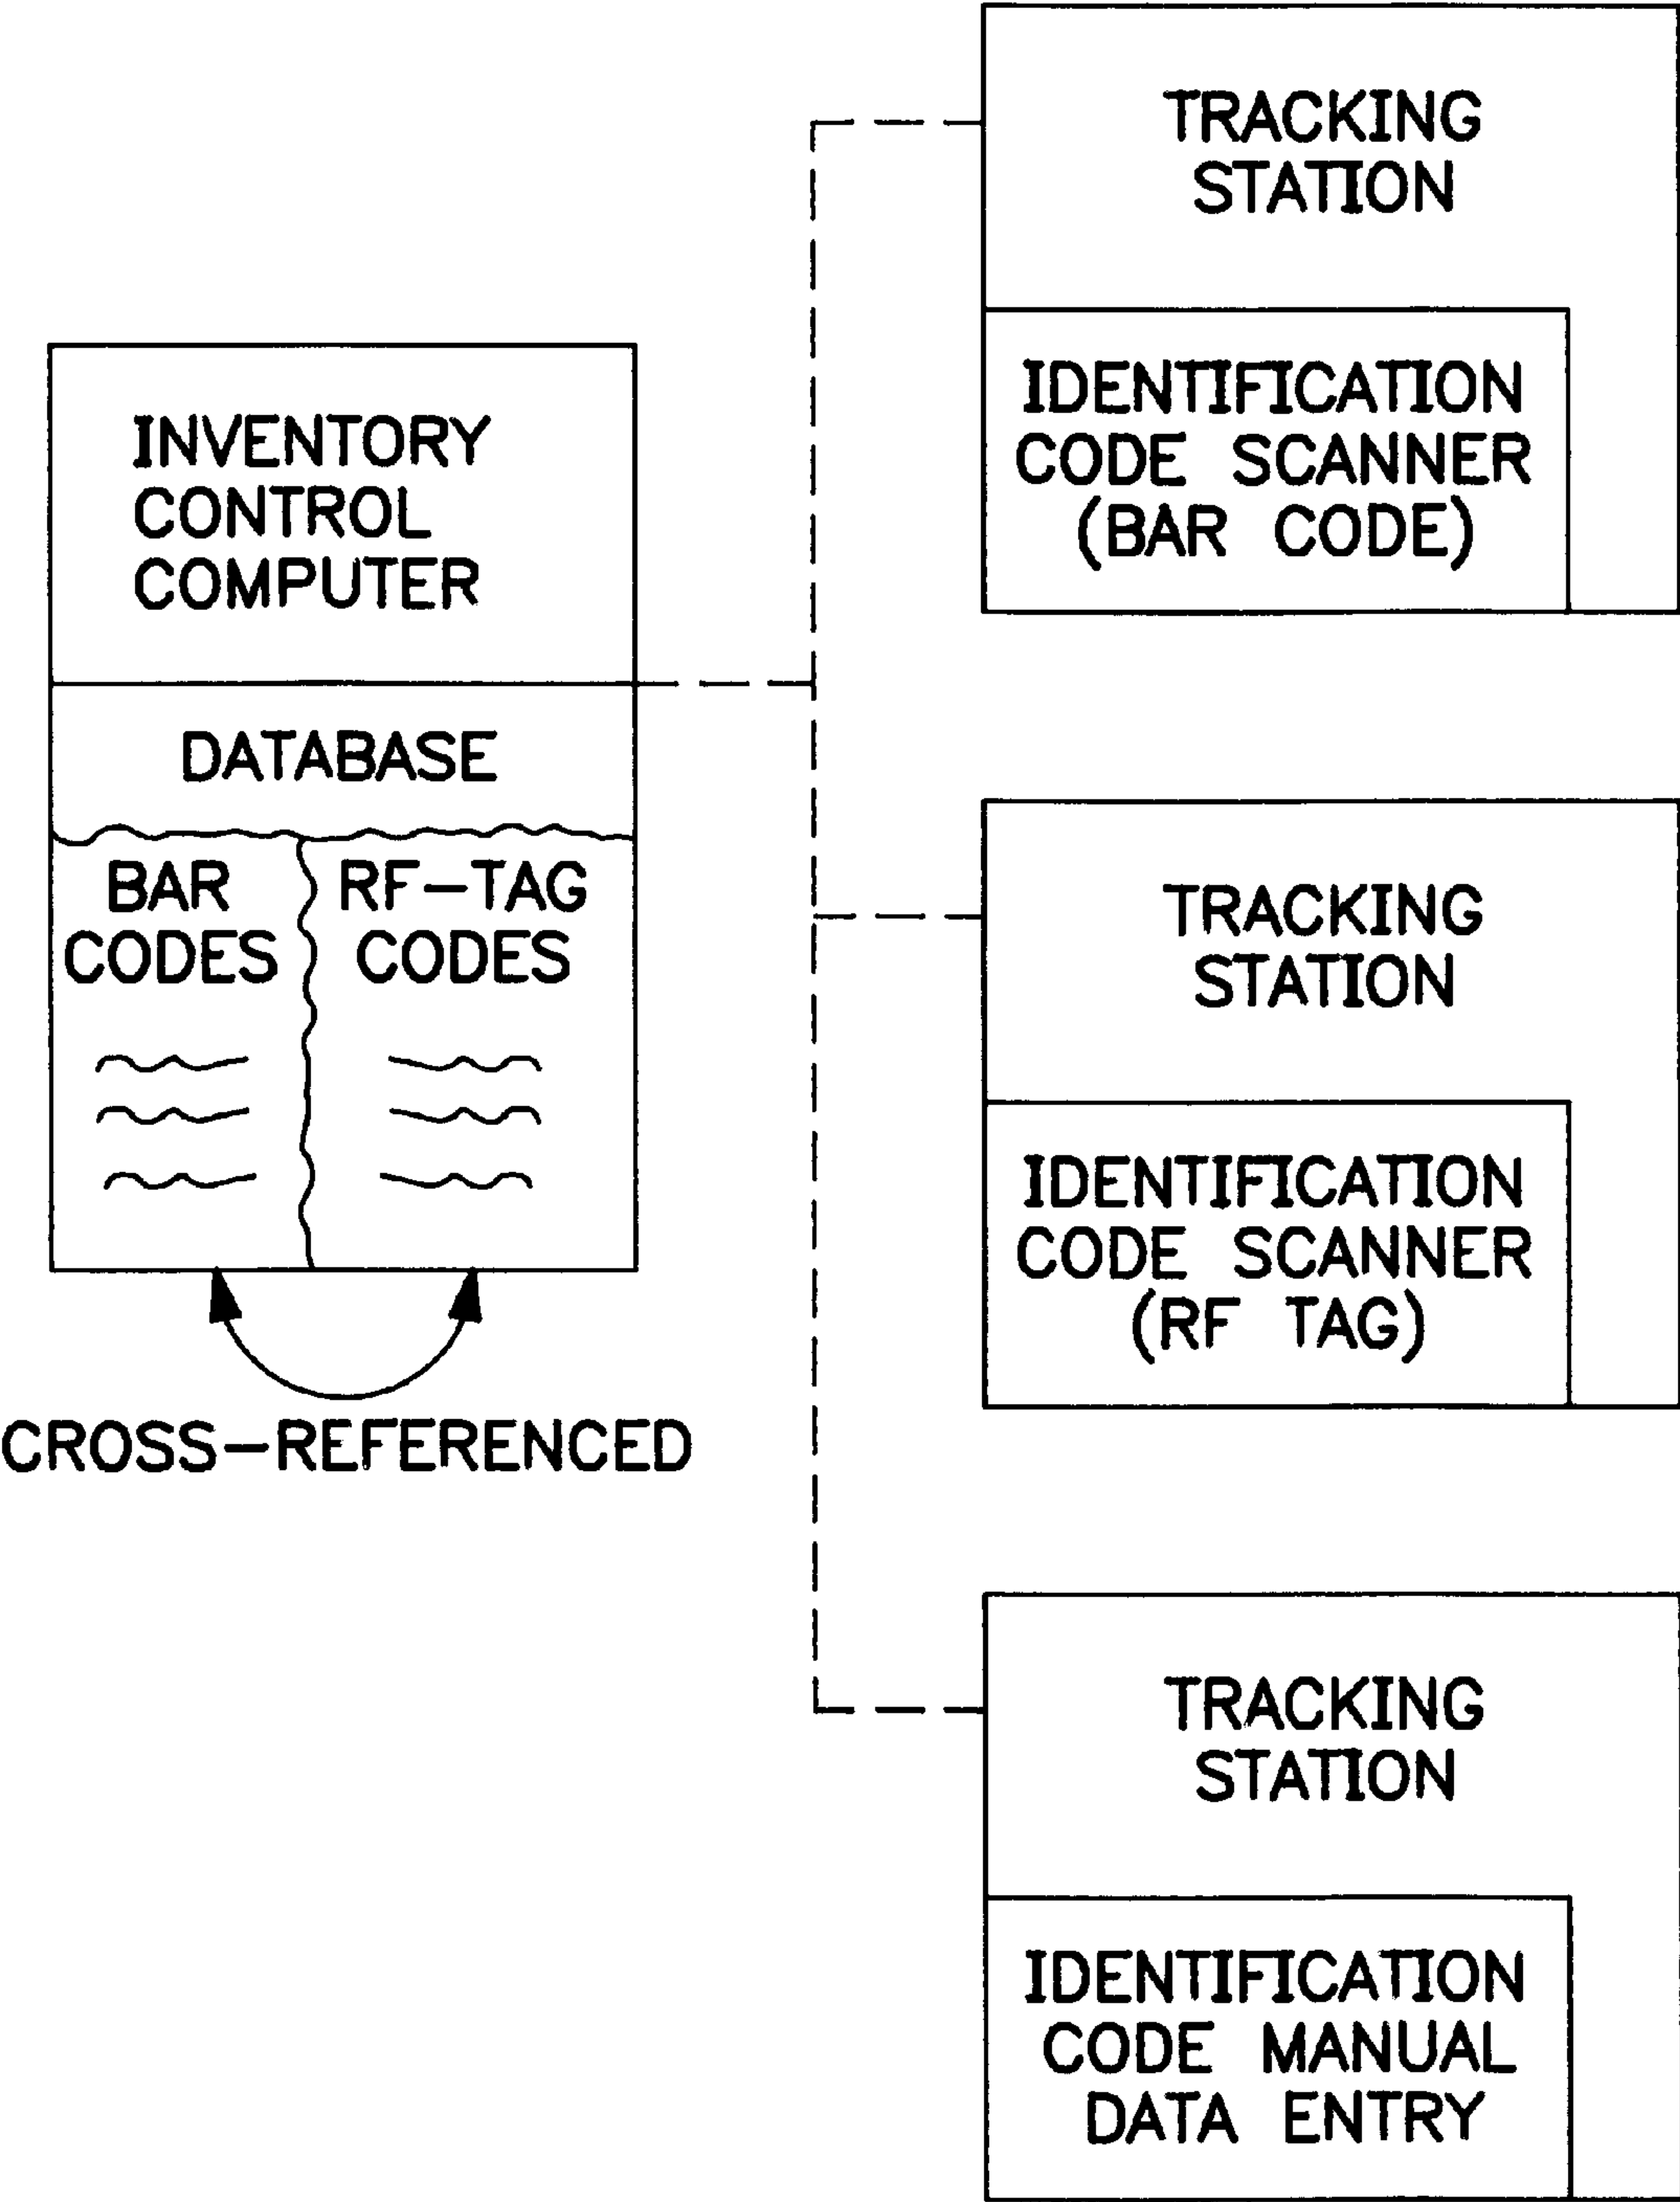 INVENTORY
CONTROL
COMPUTER
DATABASE
BAR
CODES
RF-TAG
CODES
CROSS-REFERENCED
TRACKING
STATION
IDENTIFICATION
CODE SCANNER
(BAR CODE)
TRACKING
STATION
IDENTIFICATION
CODE SCANNER
(RF TAG)
TRACKING
STATION
IDENTIFICATION
CODE MANUAL
DATA ENTRY